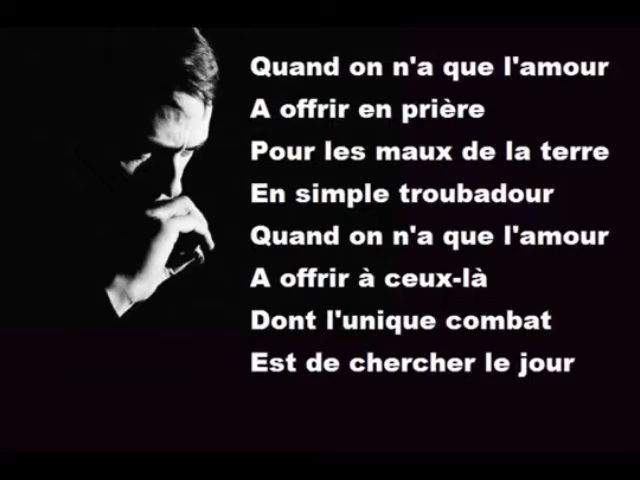 Quand on n'a que l'amour
A offrir en prière
Pour les maux de la terre
En simple troubadour
Quand on n'a que l'amour
A offrir à ceux-là
Dont l'unique combat
Est de chercher le jour